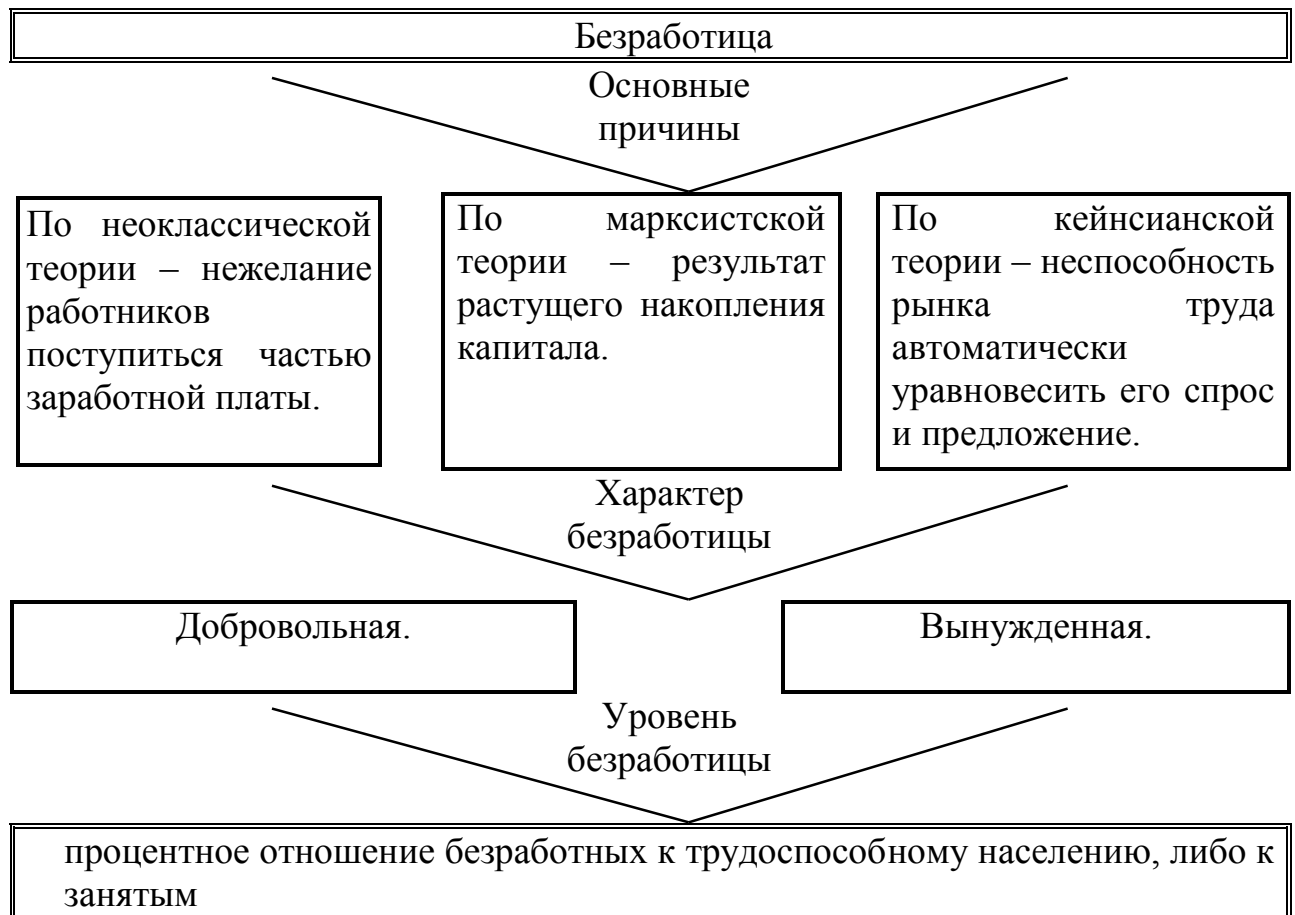 Безработица
Основные
причины
По неоклассической
теории – нежелание
работников
поступиться частью
заработной платы.
По марксистской
теории – результат
растущего накопления
капитала.
По кейнсианской
теории – неспособность
рынка труда
автоматически
уравновесить его спрос
и предложение.
Характер
безработицы
Добровольная.
Вынужденная.
Уровень
безработицы
процентное отношение безработных к трудоспособному населению, либо к
занятым